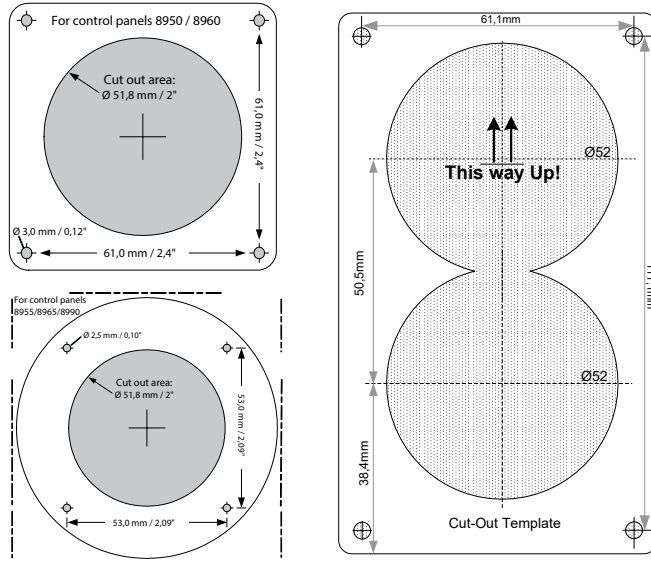 For control panels 8950 / 8960
Cut out area:
Ø 51,8 mm / 2"
61,0 mm / 2,4"
Ø 3,0 mm / 0,12"
61,0 mm / 2,4"
For control panels
8955/8965/8990
Ø 2,5 mm / 0,10"
Cut out area:
Ø 51,8 mm / 2"
53,0 mm / 2,09"
53,0 mm / 2,09"
61,1mm
Ø52
This way Up!
50,5mm
Ø52
38,4mm
Cut-Out Template